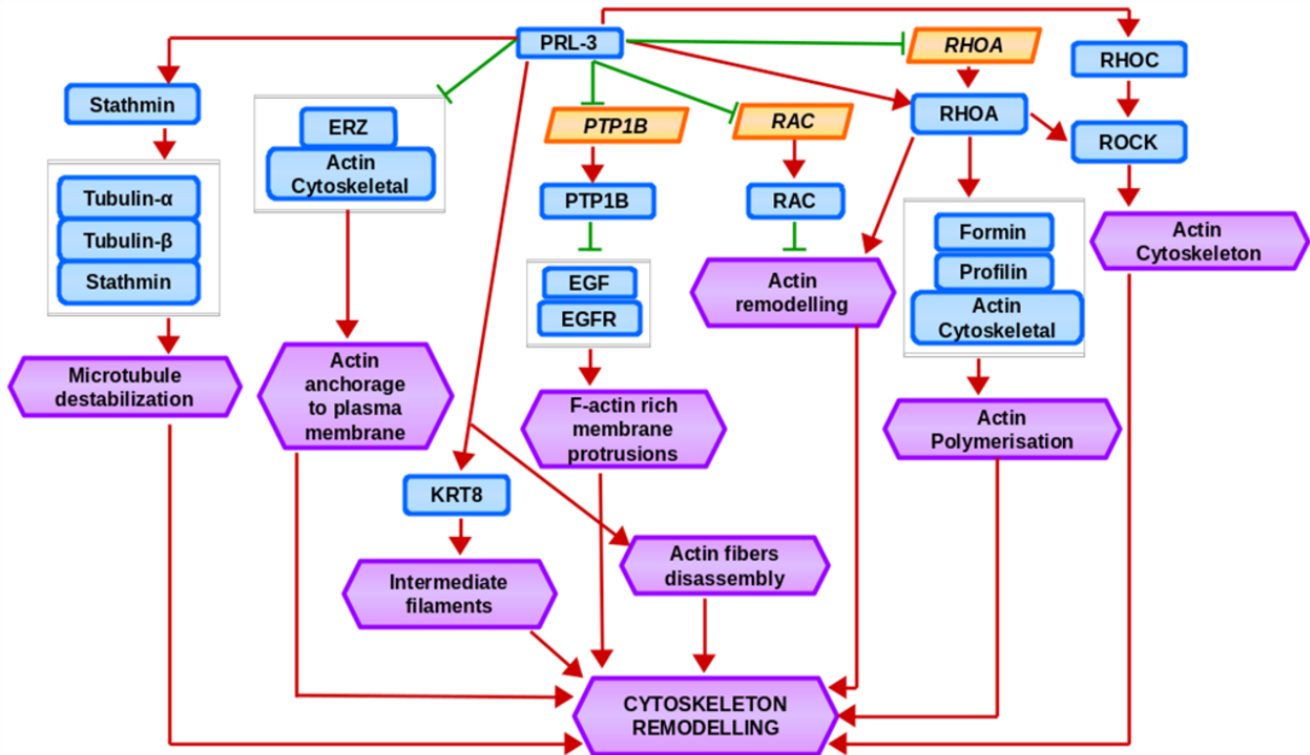 PRL-3
RHOA
RHOC
Stathmin
ERZ
Actin
Cytoskeletal
PTP1B
RAC
RHOA
ROCK
Tubulin-α
Tubulin-β
Stathmin
PTP1B
RAC
Formin
Profilin
Actin
Cytoskeletal
Actin
Cytoskeleton
EGF
EGFR
Actin
remodelling
Microtubule
destabilization
Actin
anchorage
to plasma
membrane
F-actin rich
membrane
protrusions
Actin
Polymerisation
KRT8
Intermediate
filaments
Actin fibers
disassembly
CYTOSKELETON
REMODELLING